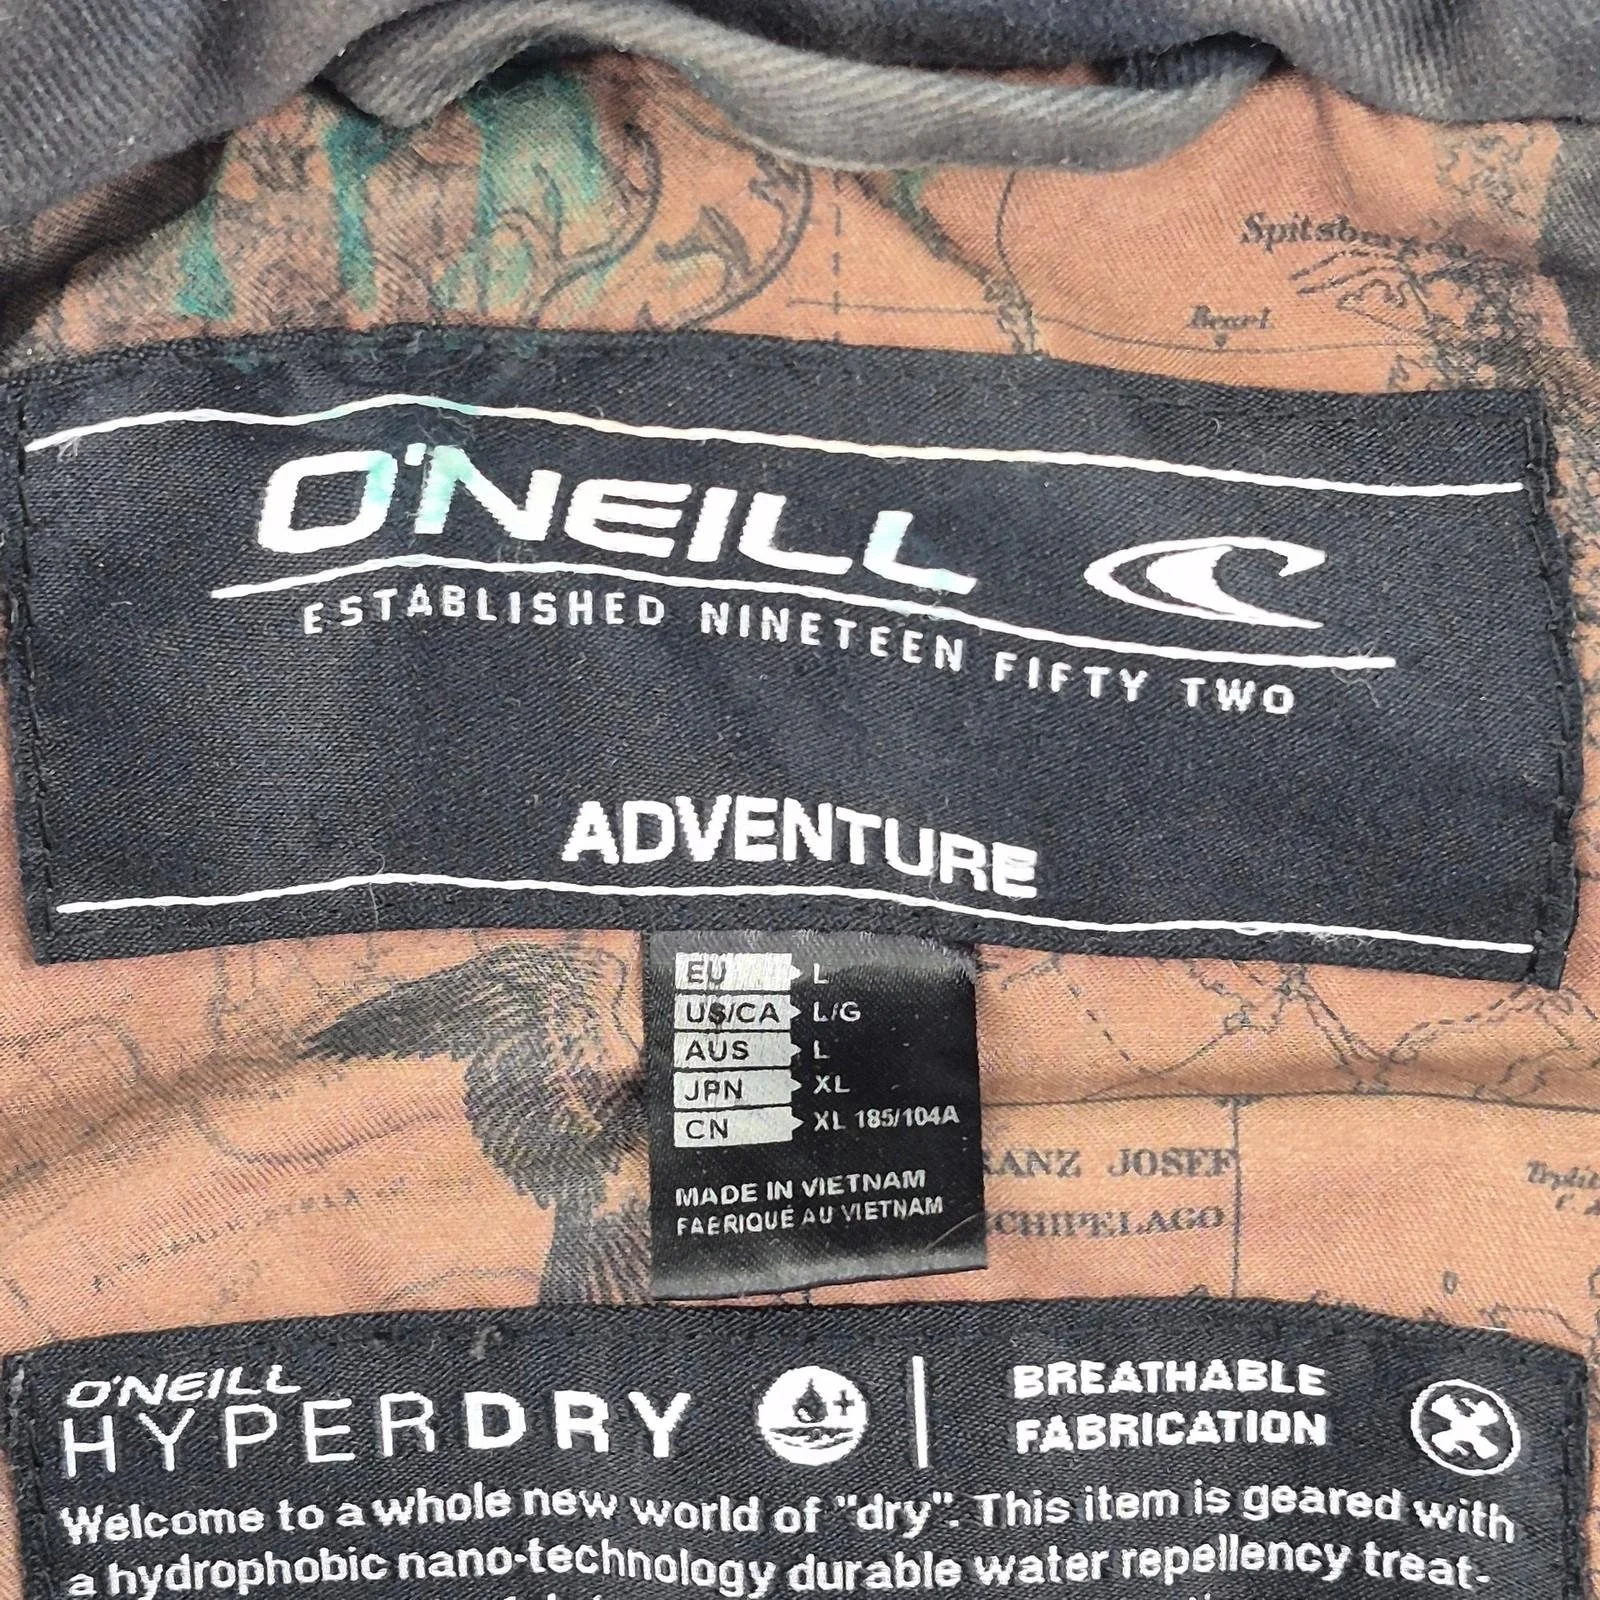 Spitsbergen
O'NEILL
ESTABLISHED NINETEEN FIFTY TWO
ADVENTURE
EU L
US/CA L/G
AUS L
JPN XL
CN XL 185/104A
MADE IN VIETNAM
FABRIQUÉ AU VIETNAM
ANZ JOSEF
CHIPELAGO
O'NEILL
HYPERDRY
BREATHABLE
FABRICATION
Welcome to a whole new world of "dry". This item is geared with
a hydrophobic nano-technology durable water repellency treat-